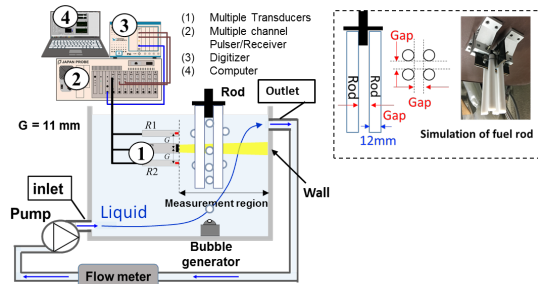 4
3
JAPAN PROBE
2
(1) Multiple Transducers
(2) Multiple channel
Pulser/Receiver
(3) Digitizer
(4) Computer
Rod
Outlet
G = 11 mm
R1
G
1
G
R2
Wall
Measurement region
inlet
Liquid
Pump
Bubble
generator
Flow meter
Rod
Rod
Gap
Gap
Gap
12mm
Gap
Simulation of fuel rod